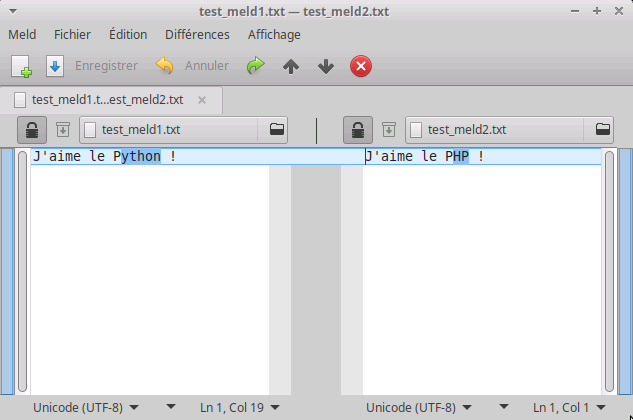 test_meld1.txt — test_meld2.txt
Meld Fichier Édition Différences Affichage
Enregistrer Annuler
test_meld1.t...est_meld2.txt
test_meld1.txt test_meld2.txt
J'aime le Python ! J'aime le PHP !
Unicode (UTF-8) Ln 1, Col 19 Unicode (UTF-8) Ln 1, Col 1